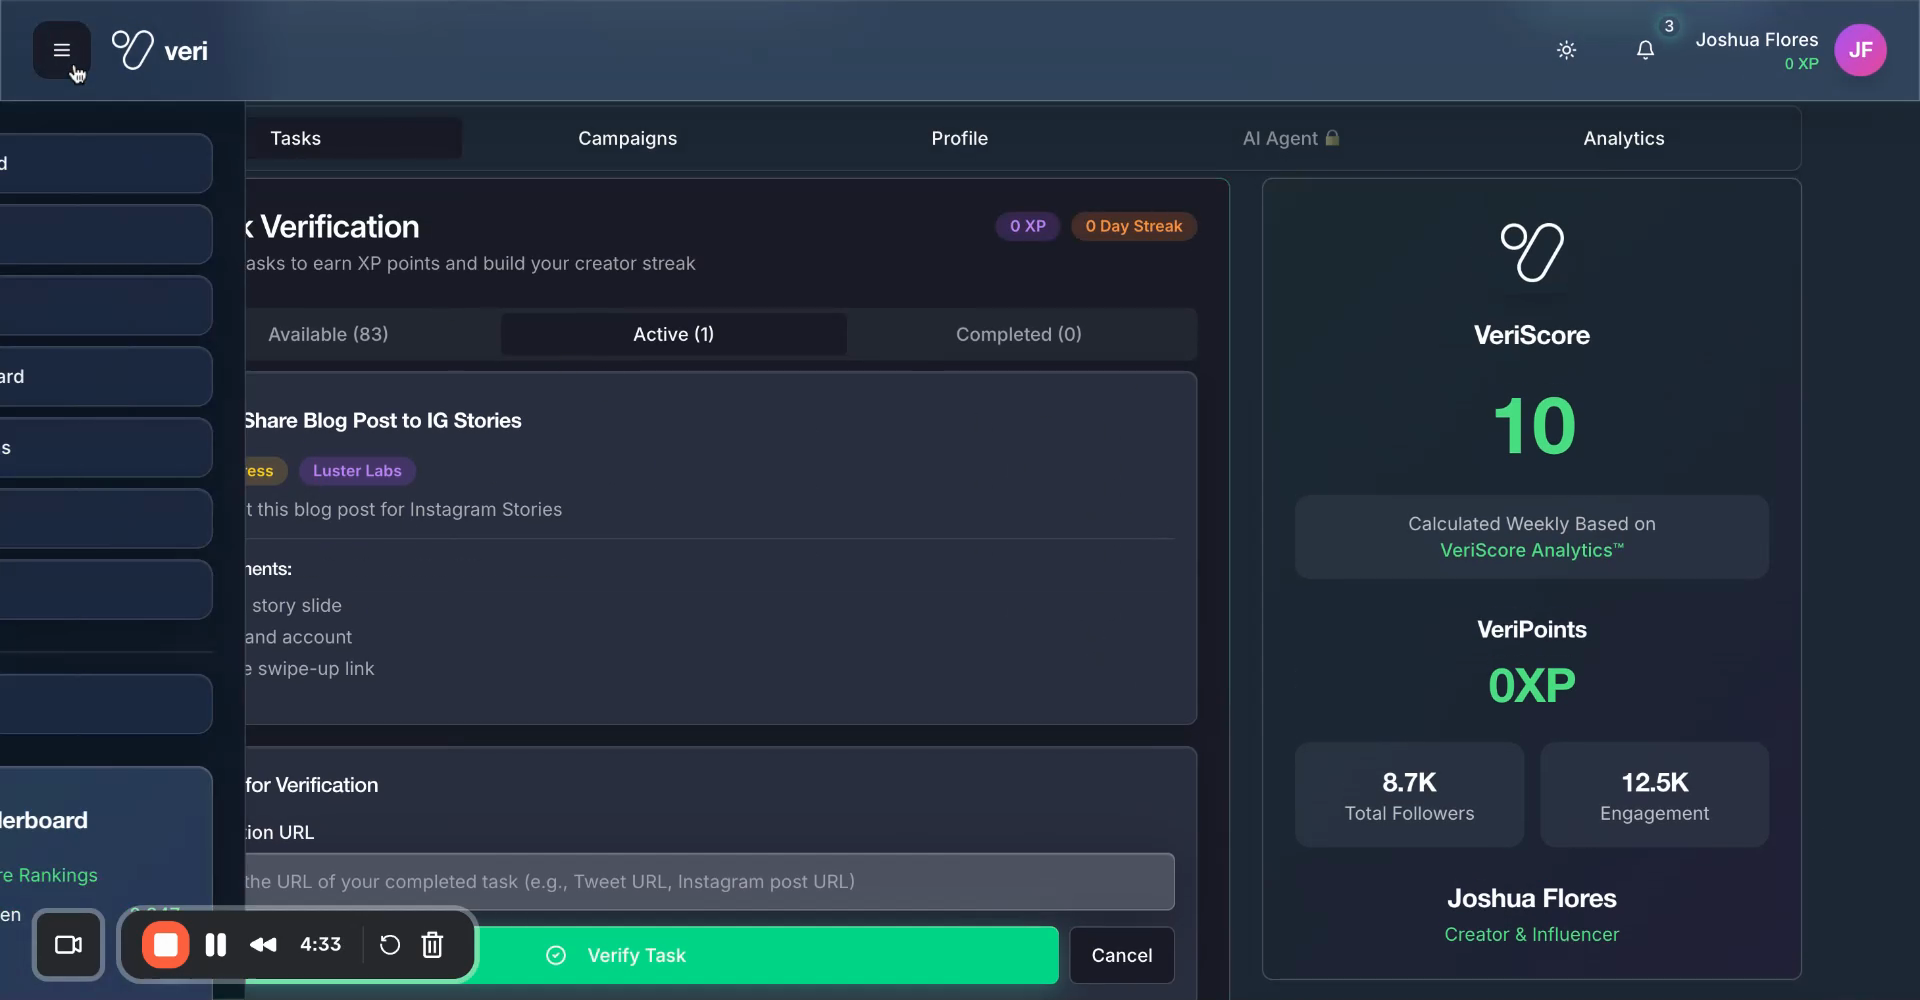 veri
3
Joshua Flores
0 XP
JF
Tasks
Campaigns
Profile
AI Agent
Analytics
d
ard
s
lerboard
re Rankings
en
k Verification
asks to earn XP points and build your creator streak
0 XP
0 Day Streak
Available (83)
Active (1)
Completed (0)
Share Blog Post to IG Stories
ress
Luster Labs
t this blog post for Instagram Stories
nents:
story slide
and account
e swipe-up link
for Verification
tion URL
the URL of your completed task (e.g., Tweet URL, Instagram post URL)
Verify Task
Cancel
4:33
VeriScore
10
Calculated Weekly Based on
VeriScore Analytics™
VeriPoints
0XP
8.7K
Total Followers
12.5K
Engagement
Joshua Flores
Creator & Influencer